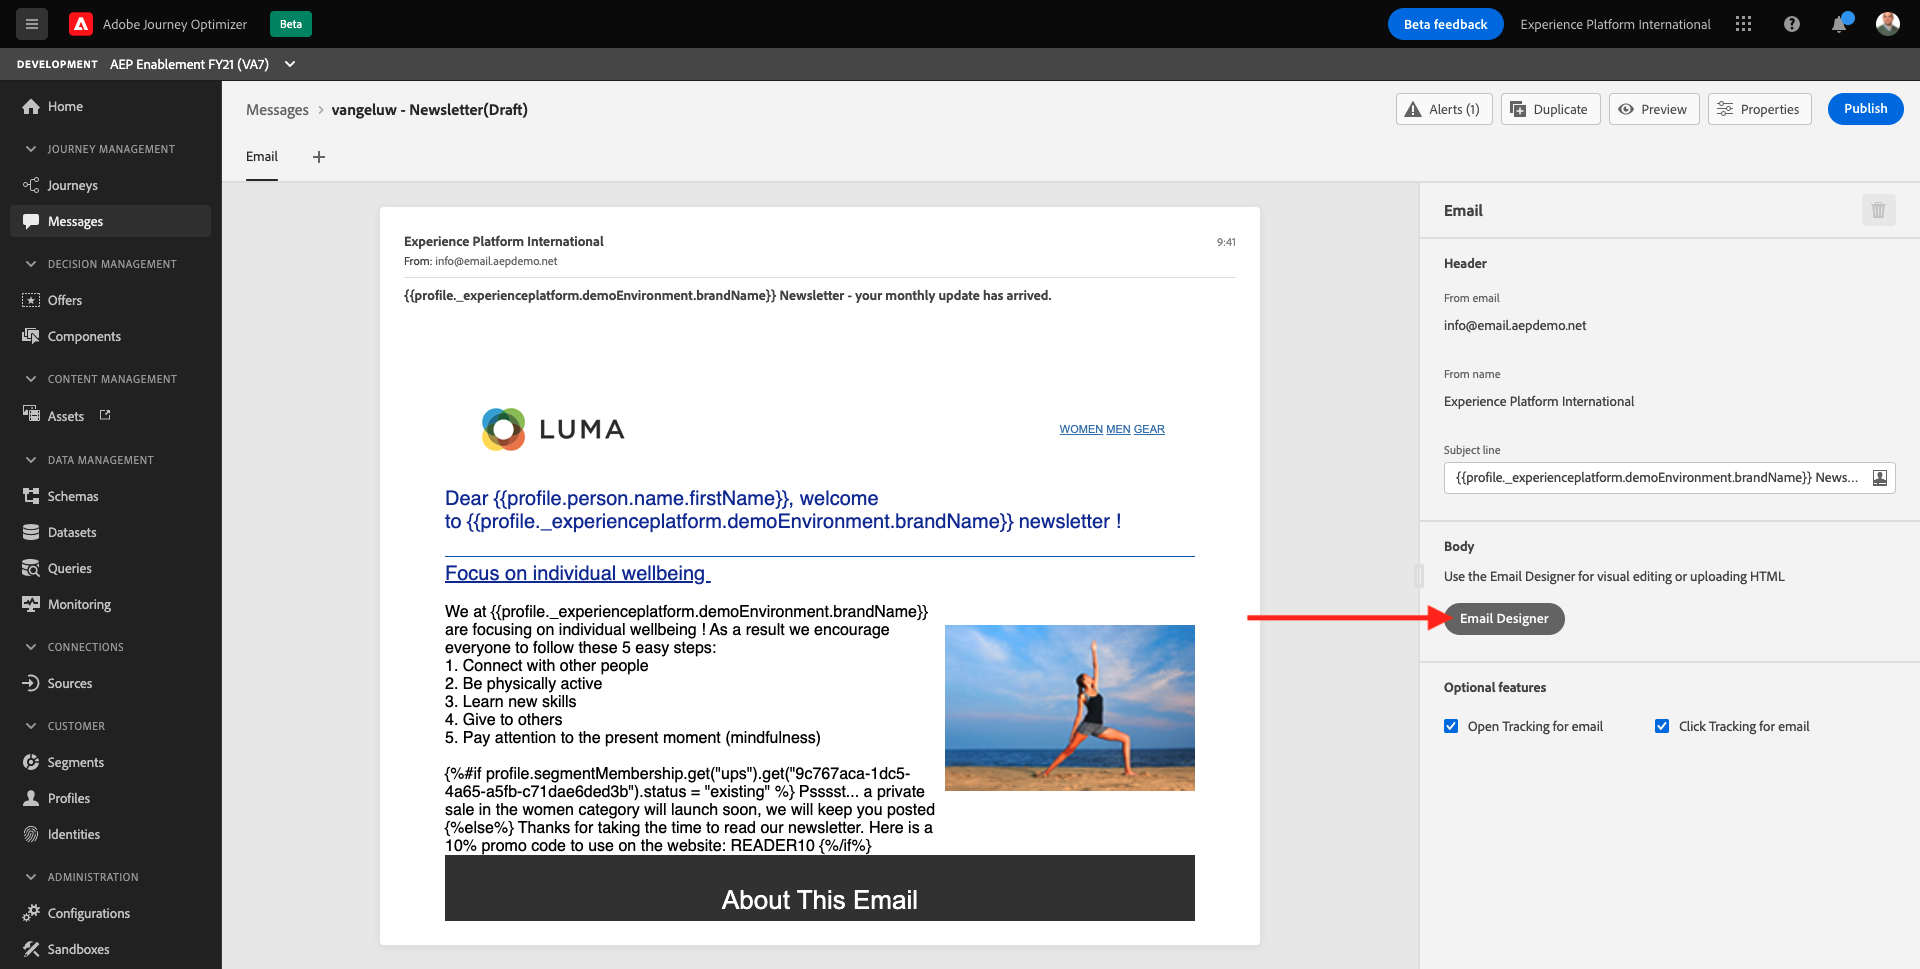 Adobe Journey Optimizer
Beta
Beta feedback
Experience Platform International
DEVELOPMENT AEP Enablement FY21 (VA7)
Home
JOURNEY MANAGEMENT
Journeys
Messages
DECISION MANAGEMENT
Offers
Components
CONTENT MANAGEMENT
Assets
DATA MANAGEMENT
Schemas
Datasets
Queries
Monitoring
CONNECTIONS
Sources
CUSTOMER
Segments
Profiles
Identities
ADMINISTRATION
Configurations
Sandboxes
Messages > vangeluw - Newsletter(Draft)
Alerts (1)
Duplicate
Preview
Properties
Publish
Email +
Experience Platform International
9:41
From: info@email.aepdemo.net
{{profile._experienceplatform.demoEnvironment.brandName}} Newsletter - your monthly update has arrived.
LUMA
WOMEN MEN GEAR
Dear {{profile.person.name.firstName}}, welcome
to {{profile._experienceplatform.demoEnvironment.brandName}} newsletter !
Focus on individual wellbeing
We at {{profile._experienceplatform.demoEnvironment.brandName}}
are focusing on individual wellbeing ! As a result we encourage
everyone to follow these 5 easy steps:
1. Connect with other people
2. Be physically active
3. Learn new skills
4. Give to others
5. Pay attention to the present moment (mindfulness)
{%#if profile.segmentMembership.get("ups").get("9c767aca-1dc5-
4a65-a5fb-c71dae6ded3b").status = "existing" %} Psssst... a private
sale in the women category will launch soon, we will keep you posted
{%else%} Thanks for taking the time to read our newsletter. Here is a
10% promo code to use on the website: READER10 {%/if%}
About This Email
Email
Header
From email
info@email.aepdemo.net
From name
Experience Platform International
Subject line
{{profile._experienceplatform.demoEnvironment.brandName}} News...
Body
Use the Email Designer for visual editing or uploading HTML
Email Designer
Optional features
Open Tracking for email
Click Tracking for email